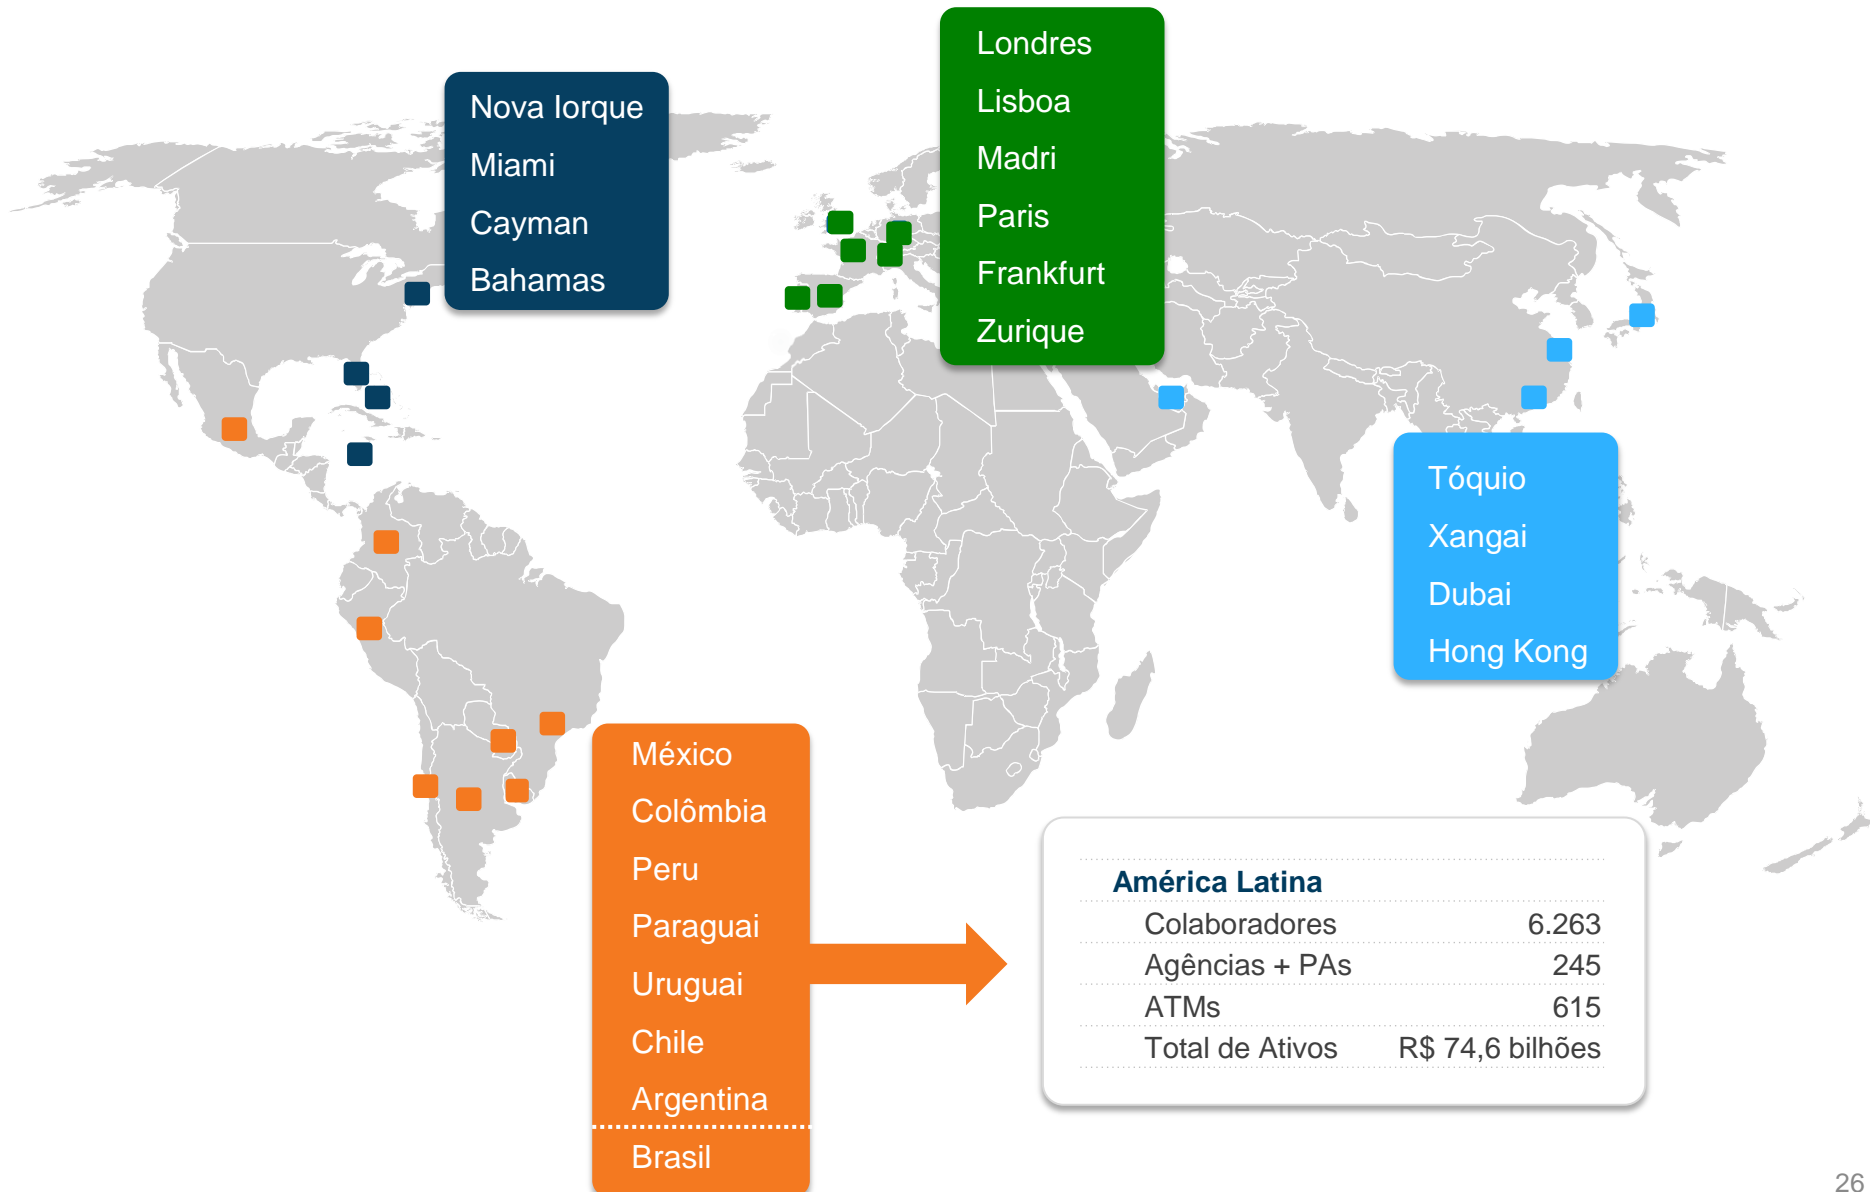 Nova Iorque
Miami
Cayman
Bahamas
Londres
Lisboa
Madri
Paris
Frankfurt
Zurique
Tóquio
Xangai
Dubai
Hong Kong
México
Colômbia
Peru
Paraguai
Uruguai
Chile
Argentina
Brasil
América Latina
Colaboradores 6.263
Agências + PAs 245
ATMs 615
Total de Ativos R$ 74,6 bilhões
26